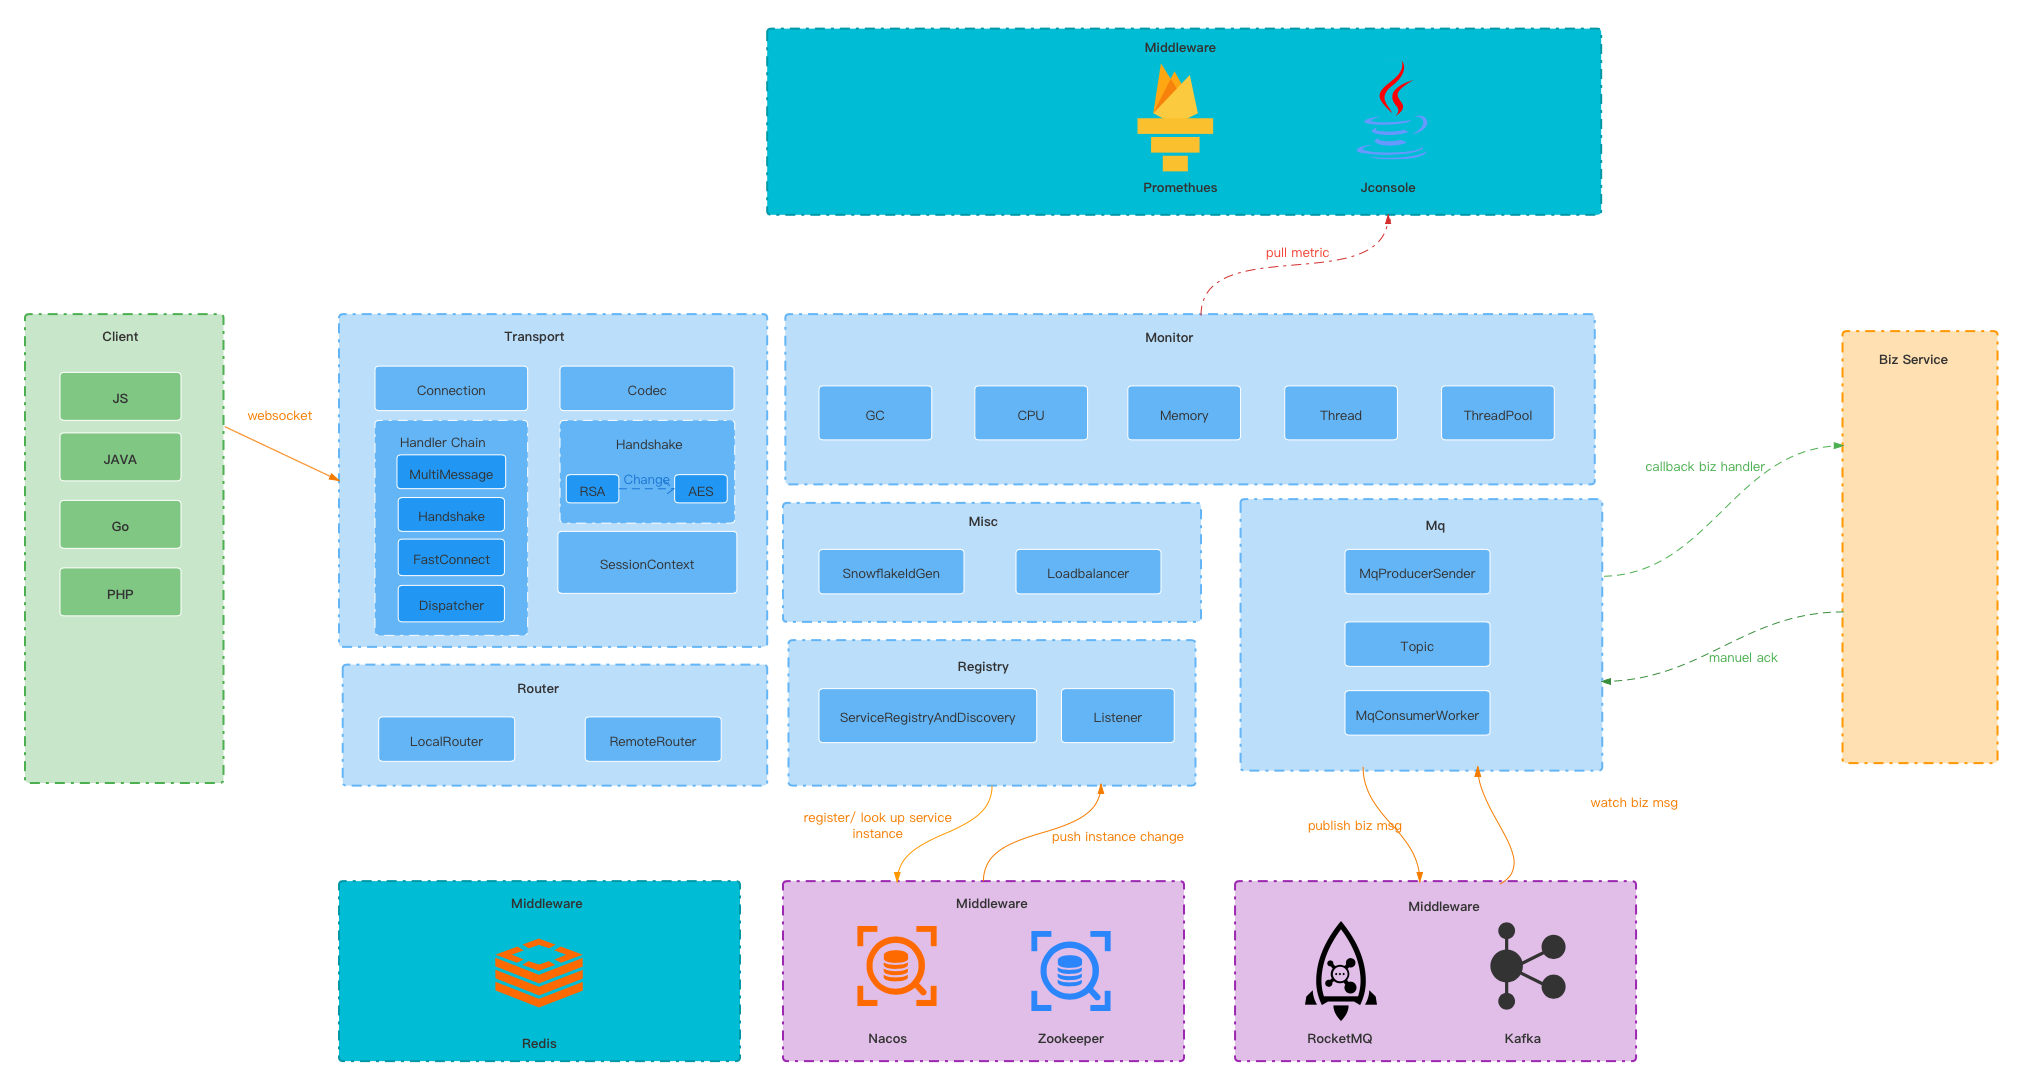 Middleware
Promethues
Jconsole
pull metric
Client
JS
JAVA
Go
PHP
websocket
Transport
Connection
Codec
Handler Chain
MultiMessage
Handshake
FastConnect
Dispatcher
Handshake
RSA
Change
AES
SessionContext
Router
LocalRouter
RemoteRouter
Monitor
GC
CPU
Memory
Thread
ThreadPool
Misc
SnowflakeIdGen
Loadbalancer
Registry
ServiceRegistryAndDiscovery
Listener
Mq
MqProducerSender
Topic
MqConsumerWorker
callback biz handler
manuel ack
Biz Service
register/ look up service
instance
push instance change
publish biz msg
watch biz msg
Middleware
Redis
Middleware
Nacos
Zookeeper
Middleware
RocketMQ
Kafka